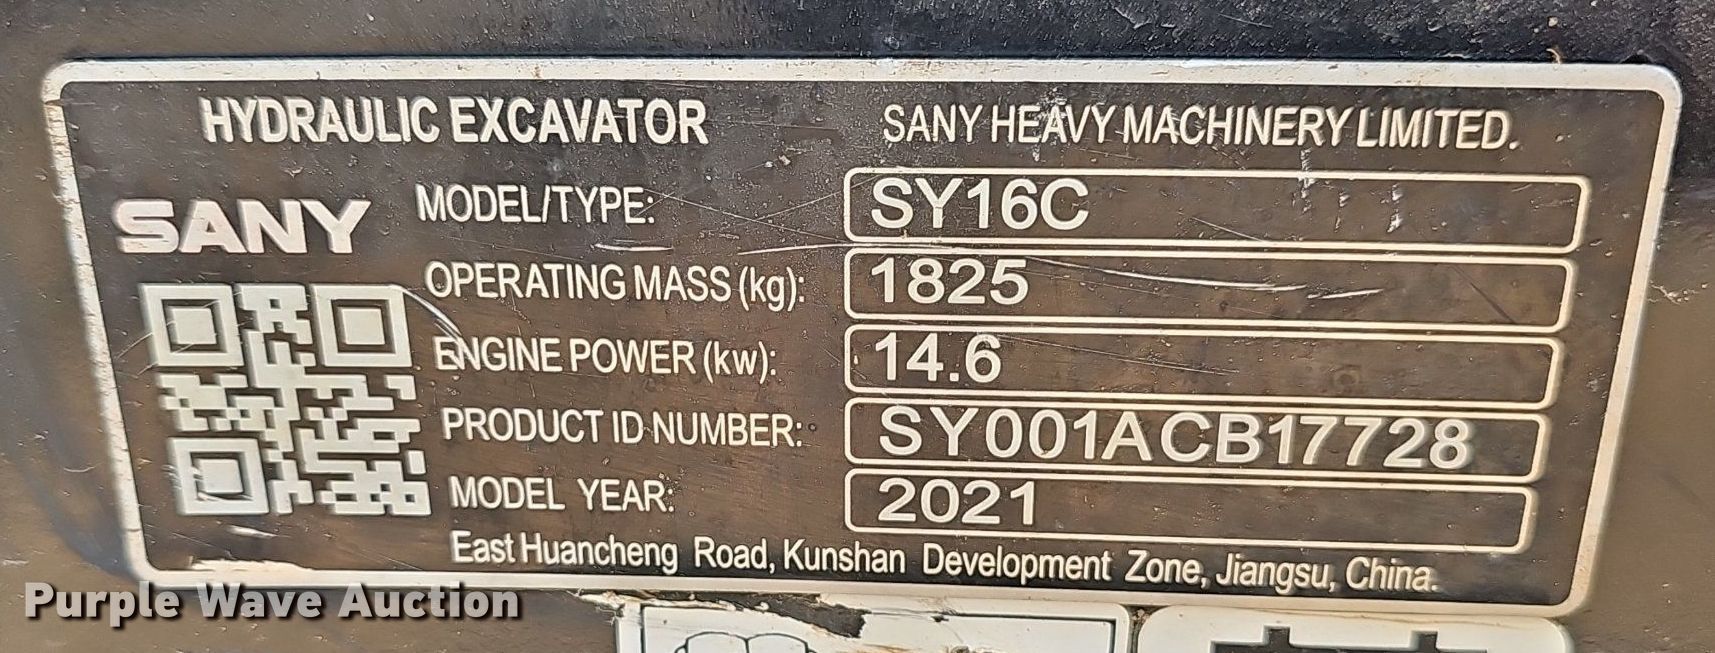 HYDRAULIC EXCAVATOR
SANY HEAVY MACHINERY LIMITED.
SANY
MODEL/TYPE: SY16C
OPERATING MASS (kg): 1825
ENGINE POWER (kw): 14.6
PRODUCT ID NUMBER: SY001ACB17728
MODEL YEAR: 2021
East Huancheng Road, Kunshan Development Zone, Jiangsu, China.
Purple Wave Auction